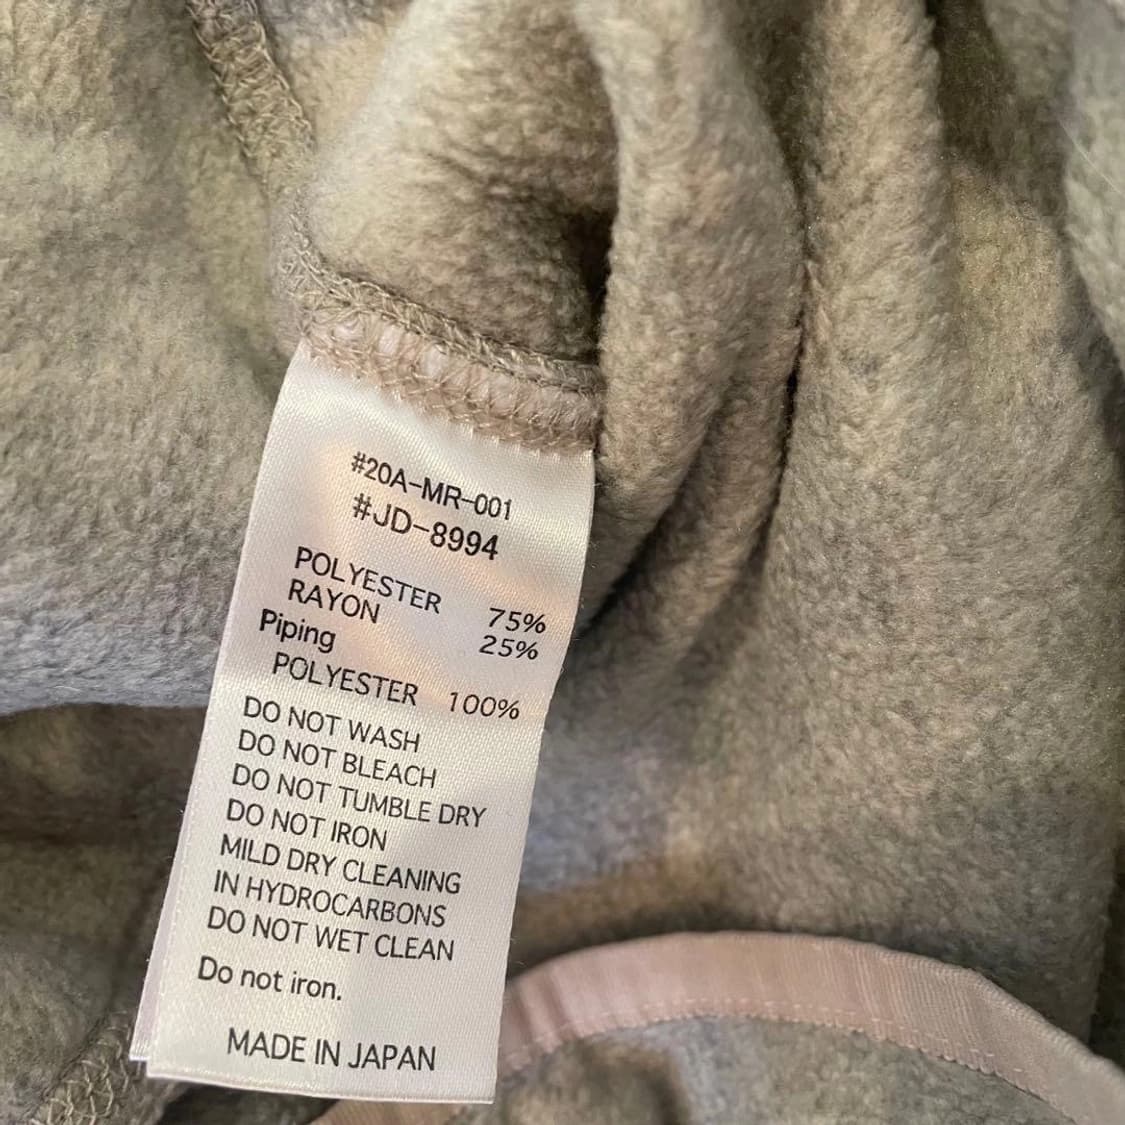 #20A-MR-001
#JD-8994
POLYESTER 75%
RAYON 25%
Piping
POLYESTER 100%
DO NOT WASH
DO NOT BLEACH
DO NOT TUMBLE DRY
DO NOT IRON
MILD DRY CLEANING
IN HYDROCARBONS
DO NOT WET CLEAN
Do not iron.
MADE IN JAPAN